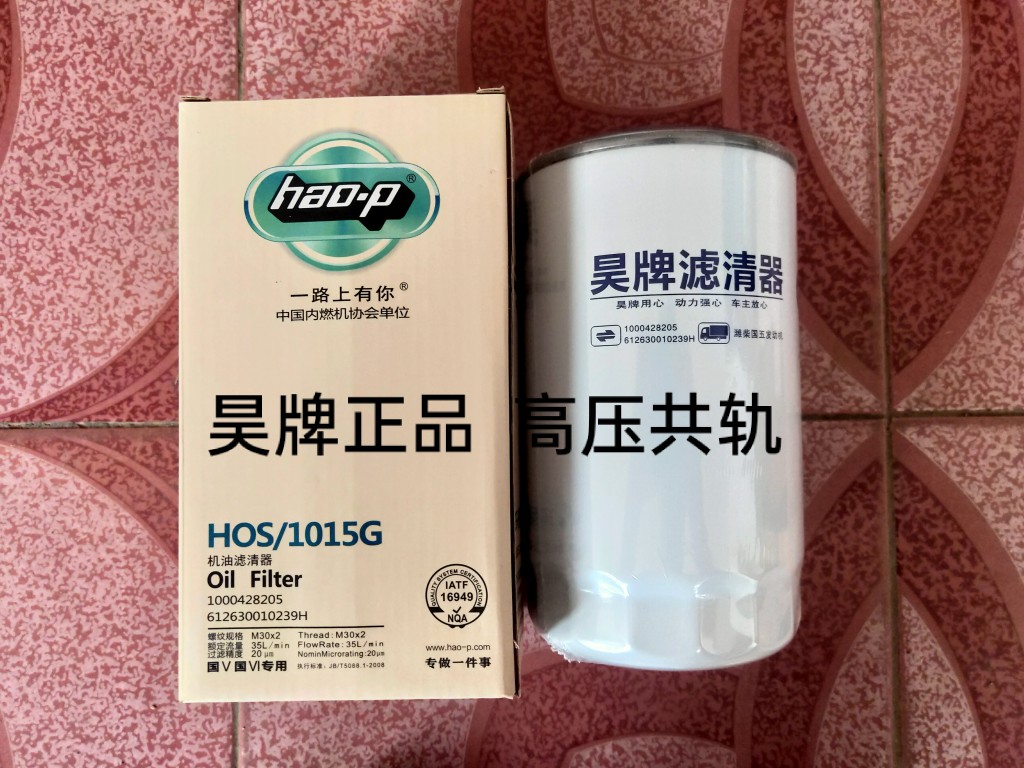 hao-p®
一路上有你®
中国内燃机协会单位
昊牌正品 高压共轨
HOS/1015G
机油滤清器
Oil Filter
1000428205
612630010239H
螺纹规格 M30x2 Thread:M30x2
额定流量 35L/min FlowRate:35L/min
过滤精度 20μm NominMicrorating:20μm
国Ⅴ国Ⅵ专用 执行标准:JB/T5088.1-2008
QUALITY SYSTEM CERTIFICATION
IATF
16949
NQA
www.hao-p.com
专做一件事
昊牌滤清器
昊牌用心 动力强心 车主放心
1000428205
612630010239H
潍柴国五发动机